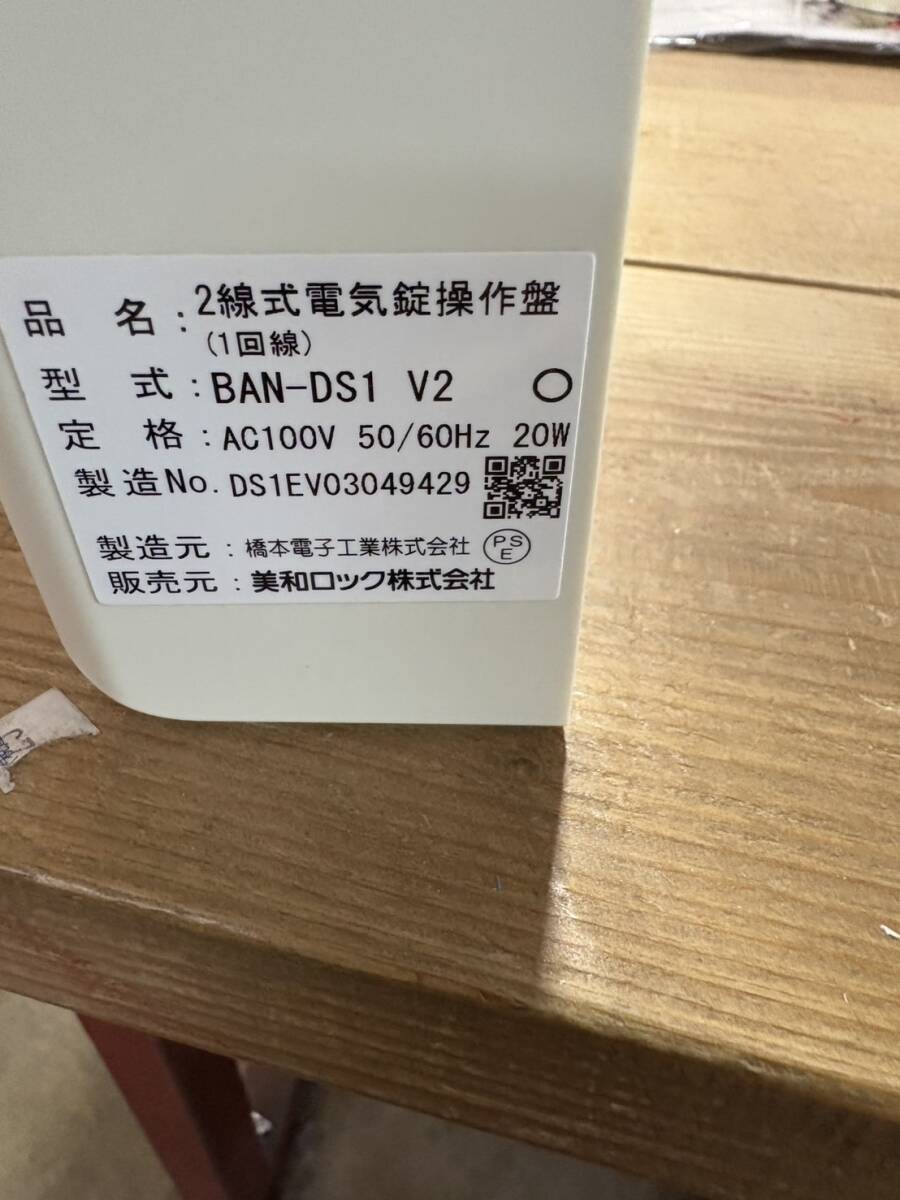 品 名：2線式電気錠操作盤
(1回線)
型 式：BAN-DS1 V2 ○
定 格：AC100V 50/60Hz 20W
製造No. DS1EV03049429
製造元：橋本電子工業株式会社 PSE
販売元：美和ロック株式会社